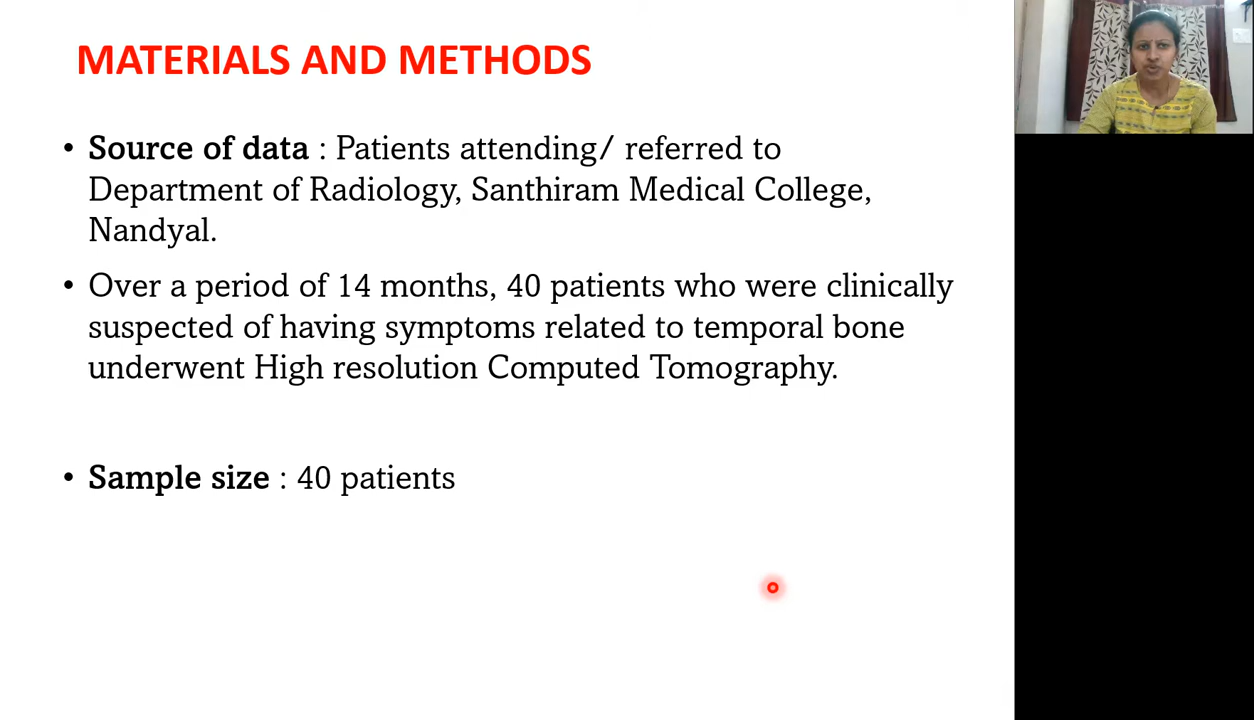 MATERIALS AND METHODS
• Source of data : Patients attending/ referred to
Department of Radiology, Santhiram Medical College,
Nandyal.
• Over a period of 14 months, 40 patients who were clinically
suspected of having symptoms related to temporal bone
underwent High resolution Computed Tomography.
• Sample size : 40 patients